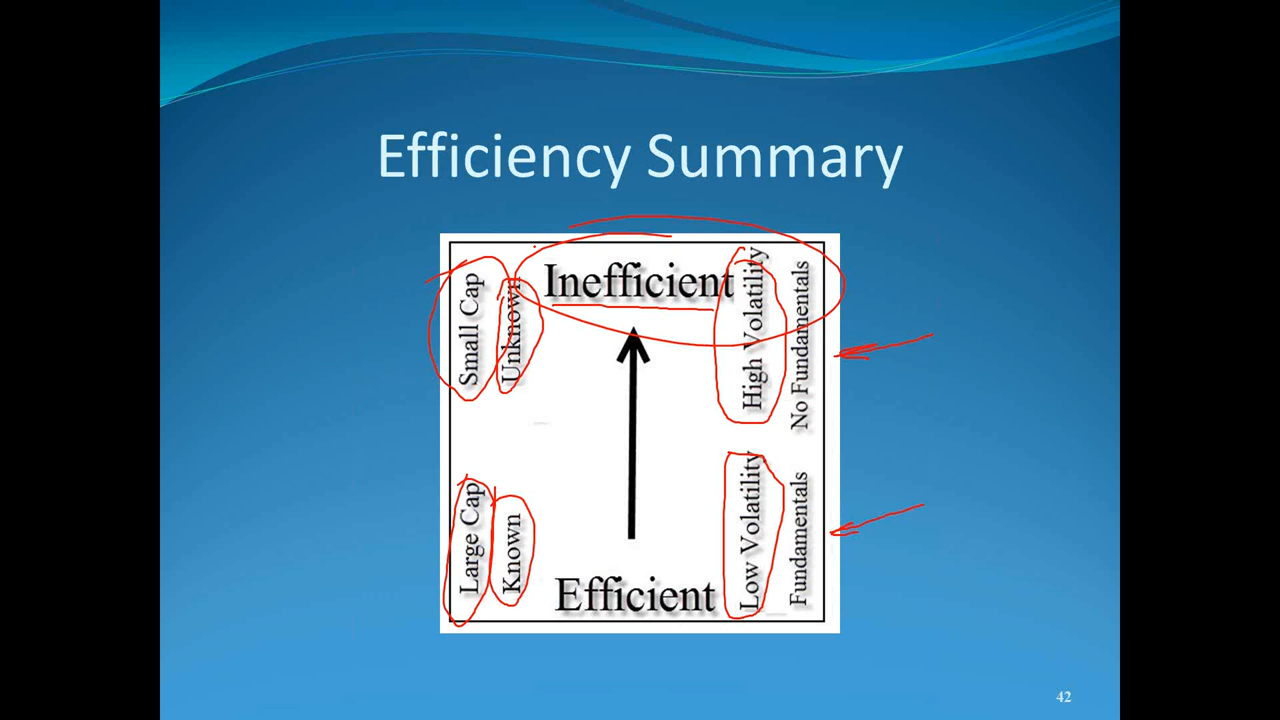 Efficiency Summary
Small Cap
Unknown
Inefficient
High Volatility
No Fundamentals
Large Cap
Known
Efficient
Low Volatility
Fundamentals
42